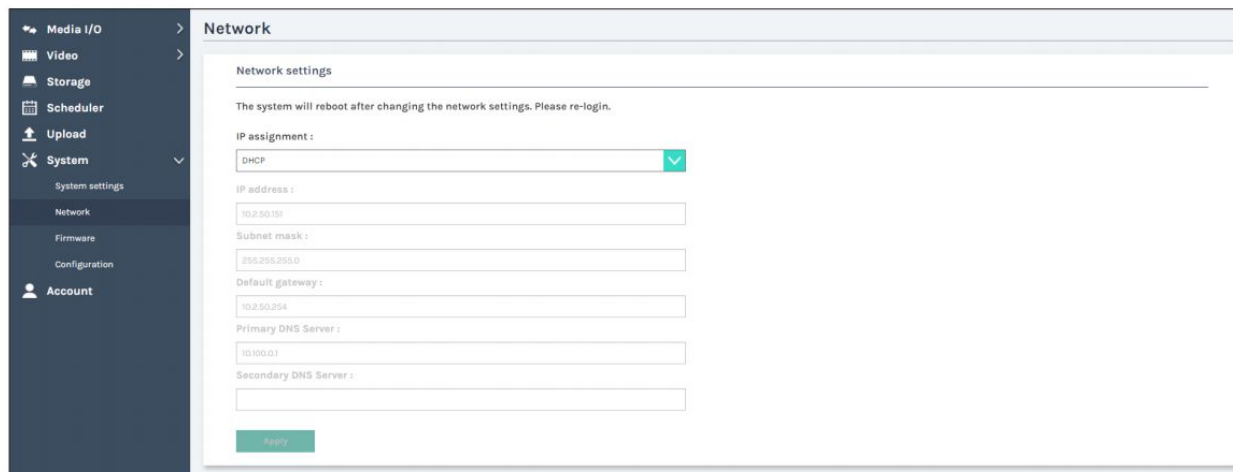 Media I/O
Video
Storage
Scheduler
Upload
System
System settings
Network
Firmware
Configuration
Account
Network
Network settings
The system will reboot after changing the network settings. Please re-login.
IP assignment :
DHCP
IP address :
10.2.50.151
Subnet mask :
255.255.255.0
Default gateway :
10.2.50.254
Primary DNS Server :
10.100.0.1
Secondary DNS Server :
Apply